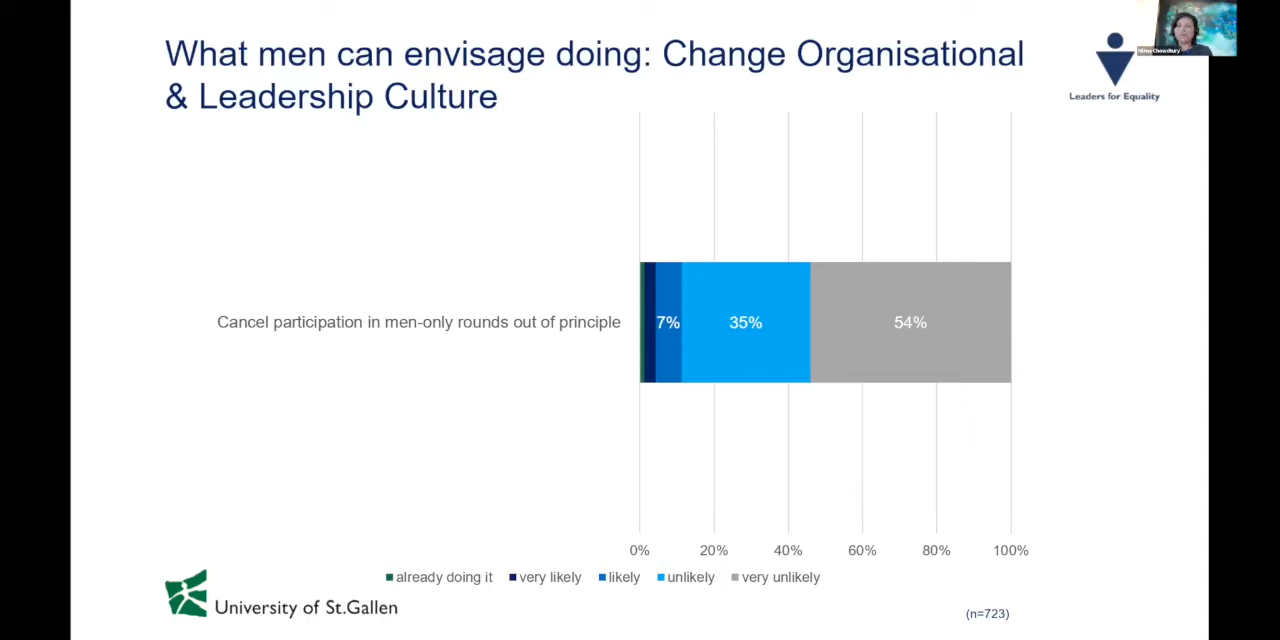 What men can envisage doing: Change Organisational
& Leadership Culture
Leaders for Equality
Cancel participation in men-only rounds out of principle
7%
35%
54%
0%
20%
40%
60%
80%
100%
already doing it
very likely
likely
unlikely
very unlikely
University of St.Gallen
(n=723)